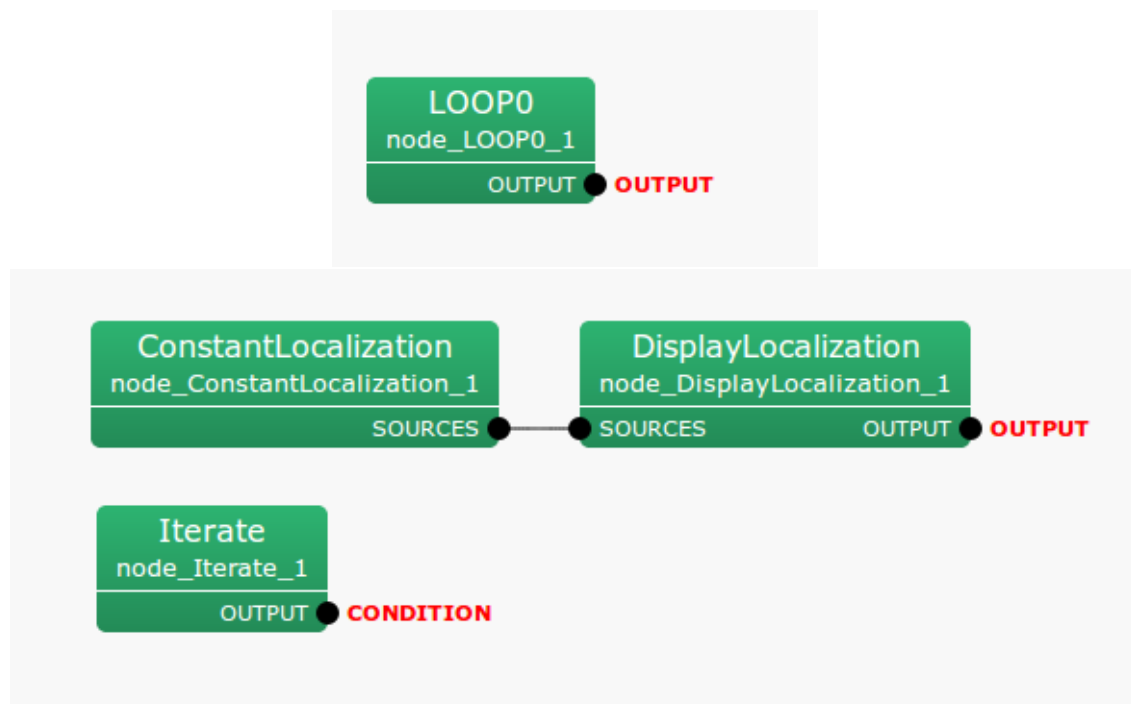 LOOP0
node_LOOP0_1
OUTPUT OUTPUT
ConstantLocalization
node_ConstantLocalization_1
SOURCES
DisplayLocalization
node_DisplayLocalization_1
SOURCES OUTPUT OUTPUT
Iterate
node_Iterate_1
OUTPUT CONDITION